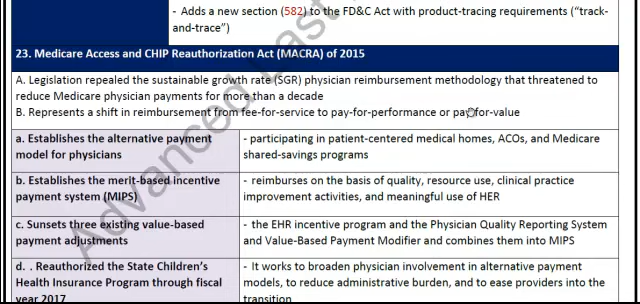 - Adds a new section (582) to the FD&C Act with product-tracing requirements (“track-
and-trace”)
23. Medicare Access and CHIP Reauthorization Act (MACRA) of 2015
A. Legislation repealed the sustainable growth rate (SGR) physician reimbursement methodology that threatened to
reduce Medicare physician payments for more than a decade
B. Represents a shift in reimbursement from fee-for-service to pay-for-performance or pay-for-value
a. Establishes the alternative payment
model for physicians
- participating in patient-centered medical homes, ACOs, and Medicare
shared-savings programs
b. Establishes the merit-based incentive
payment system (MIPS)
- reimburses on the basis of quality, resource use, clinical practice
improvement activities, and meaningful use of HER
c. Sunsets three existing value-based
payment adjustments
- the EHR incentive program and the Physician Quality Reporting System
and Value-Based Payment Modifier and combines them into MIPS
d. . Reauthorized the State Children’s
Health Insurance Program through fiscal
year 2017
- It works to broaden physician involvement in alternative payment
models, to reduce administrative burden, and to ease providers into the
transition
Advanced Last